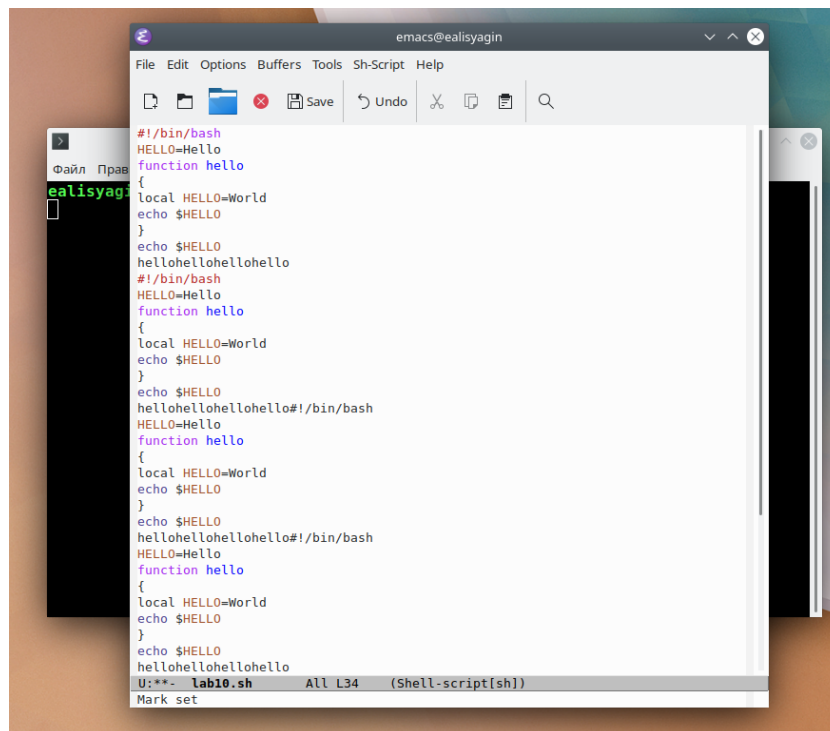 emacs@ealisyagin
File Edit Options Buffers Tools Sh-Script Help
Save Undo
Файл Прав
ealisyagi
#!/bin/bash
HELLO=Hello
function hello
{
local HELLO=World
echo $HELLO
}
echo $HELLO
hellohellohellohello
#!/bin/bash
HELLO=Hello
function hello
{
local HELLO=World
echo $HELLO
}
echo $HELLO
hellohellohellohello#!/bin/bash
HELLO=Hello
function hello
{
local HELLO=World
echo $HELLO
}
echo $HELLO
hellohellohellohello#!/bin/bash
HELLO=Hello
function hello
{
local HELLO=World
echo $HELLO
}
echo $HELLO
hellohellohellohello
U:**- lab10.sh All L34 (Shell-script[sh])
Mark set